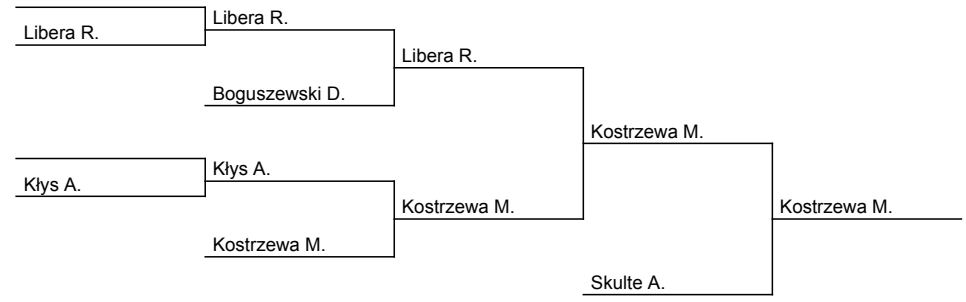 Libera R.
Libera R.
Libera R.
Boguszewski D.
Kostrzewa M.
Kłys A.
Kłys A.
Kostrzewa M.
Kostrzewa M.
Kostrzewa M.
Skulte A.